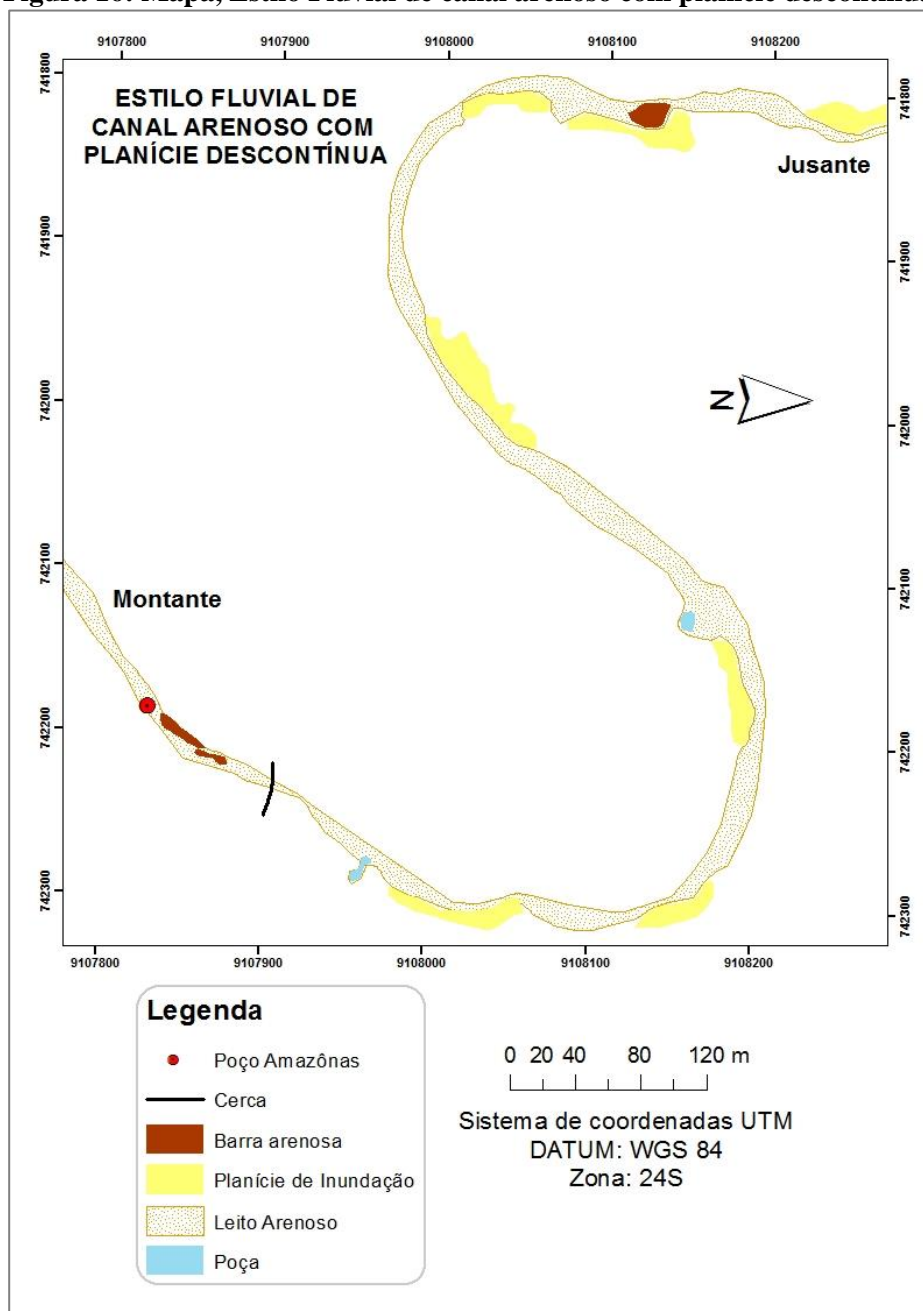 Mapa, Estilo Fluvial de canal arenoso com planície
9107800 9107900 9108000 9108100 9108200
ESTILO FLUVIAL DE
CANAL ARENOSO COM
PLANÍCIE DESCONTÍNUA
Jusante
741800
741900
742000
742100
742200
742300
741800
741900
742000
742100
742200
742300
N
Montante
9107800 9107900 9108000 9108100 9108200
Legenda
Poço Amazônas
Cerca
Barra arenosa
Planície de Inundação
Leito Arenoso
Poça
0 20 40 80 120 m
Sistema de coordenadas UTM
DATUM: WGS 84
Zona: 24S